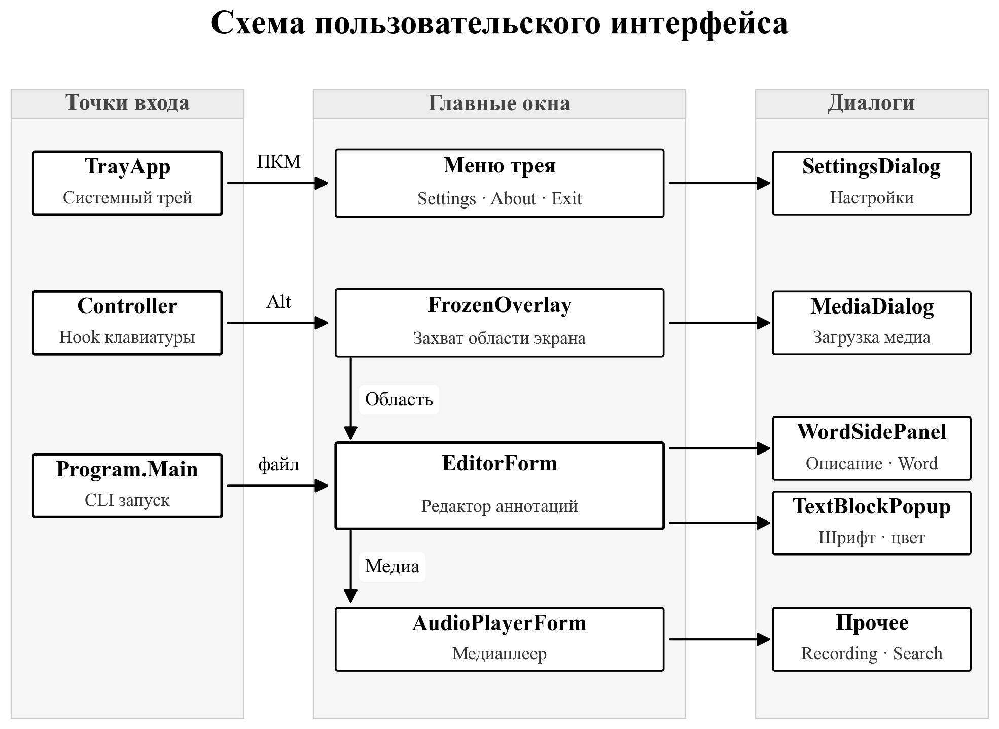 Схема пользовательского интерфейса
Точки входа
Главные окна
Диалоги
TrayApp
Системный трей
ПКМ
Меню трея
Settings · About · Exit
SettingsDialog
Настройки
Controller
Hook клавиатуры
Alt
FrozenOverlay
Захват области экрана
MediaDialog
Загрузка медиа
Область
Program.Main
CLI запуск
файл
EditorForm
Редактор аннотаций
WordSidePanel
Описание · Word
TextBlockPopup
Шрифт · цвет
Медиа
AudioPlayerForm
Медиаплеер
Прочее
Recording · Search